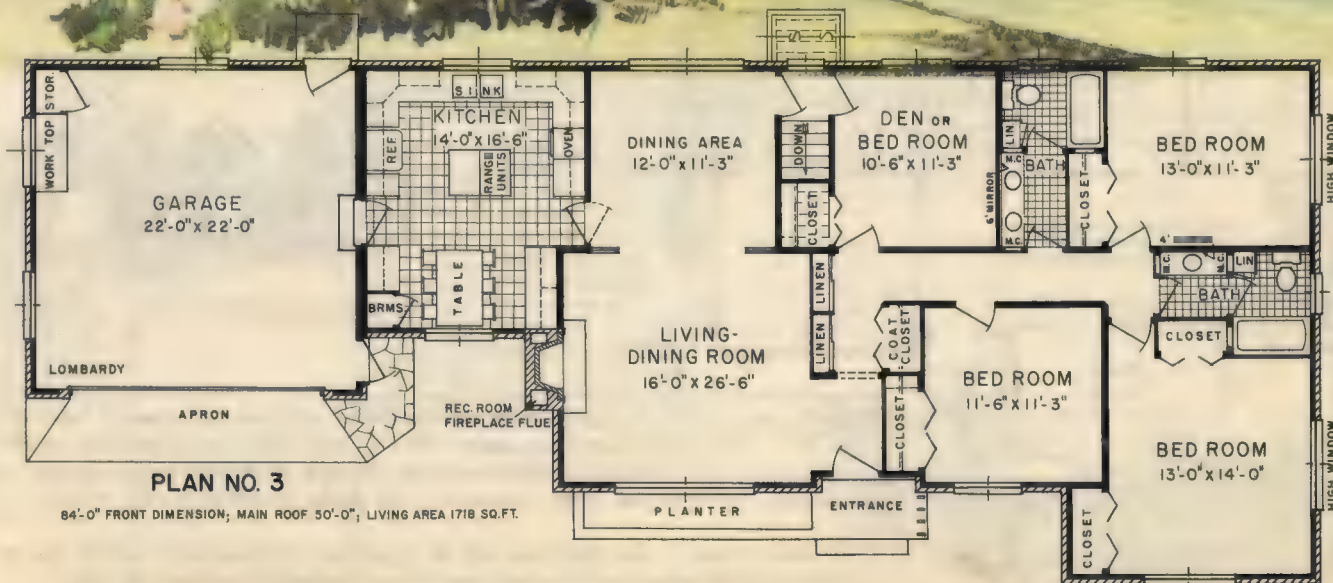 STOR.
WORK TOP
GARAGE
22'-0" X 22'-0"
LOMBARDY
APRON
SINK
KITCHEN
14'-0" X 16'-6"
REF.
RANGE
UNITS
OVEN
BRMS
TABLE
REC. ROOM
FIREPLACE FLUE
DINING AREA
12'-0" X 11'-3"
DOWN
CLOSET
LIVING-
DINING ROOM
16'-0" X 26'-6"
LINEN
LINEN
PLANTER
ENTRANCE
DEN OR
BED ROOM
10'-6" X 11'-3"
LIN
M.C.
BATH
6' MIRROR
M.C.
CLOSET
BED ROOM
13'-0" X 11'-3"
HIGH WINDOW
4'
M.C.
M.C.
LIN
BATH
COAT
CLOSET
CLOSET
BED ROOM
11'-6" X 11'-3"
CLOSET
BED ROOM
13'-0" X 14'-0"
HIGH WINDOW
CLOSET
PLAN NO. 3
84'-0" FRONT DIMENSION; MAIN ROOF 50'-0"; LIVING AREA 1718 SQ. FT.